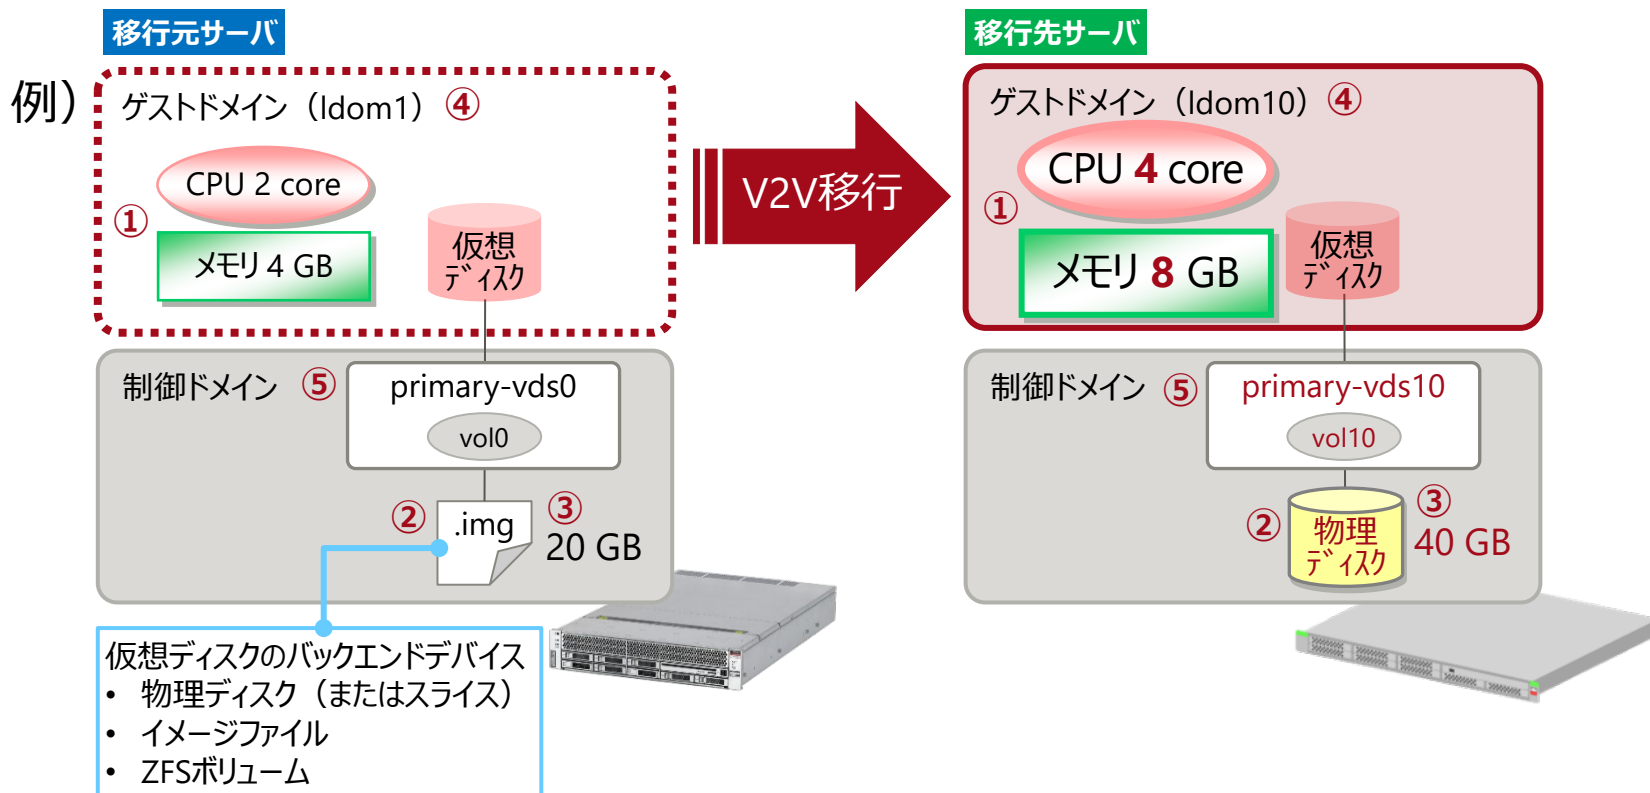 移行元サーバ
例）
ゲストドメイン（ldom1）④
CPU 2 core
①
メモリ 4 GB
仮想
ディスク
制御ドメイン ⑤
primary-vds0
vol0
②
.img
③
20 GB
仮想ディスクのバックエンドデバイス
• 物理ディスク（またはスライス）
• イメージファイル
• ZFSボリューム
V2V移行
移行先サーバ
ゲストドメイン（ldom10）④
CPU 4 core
①
メモリ 8 GB
仮想
ディスク
制御ドメイン ⑤
primary-vds10
vol10
②
物理
ディスク
③
40 GB